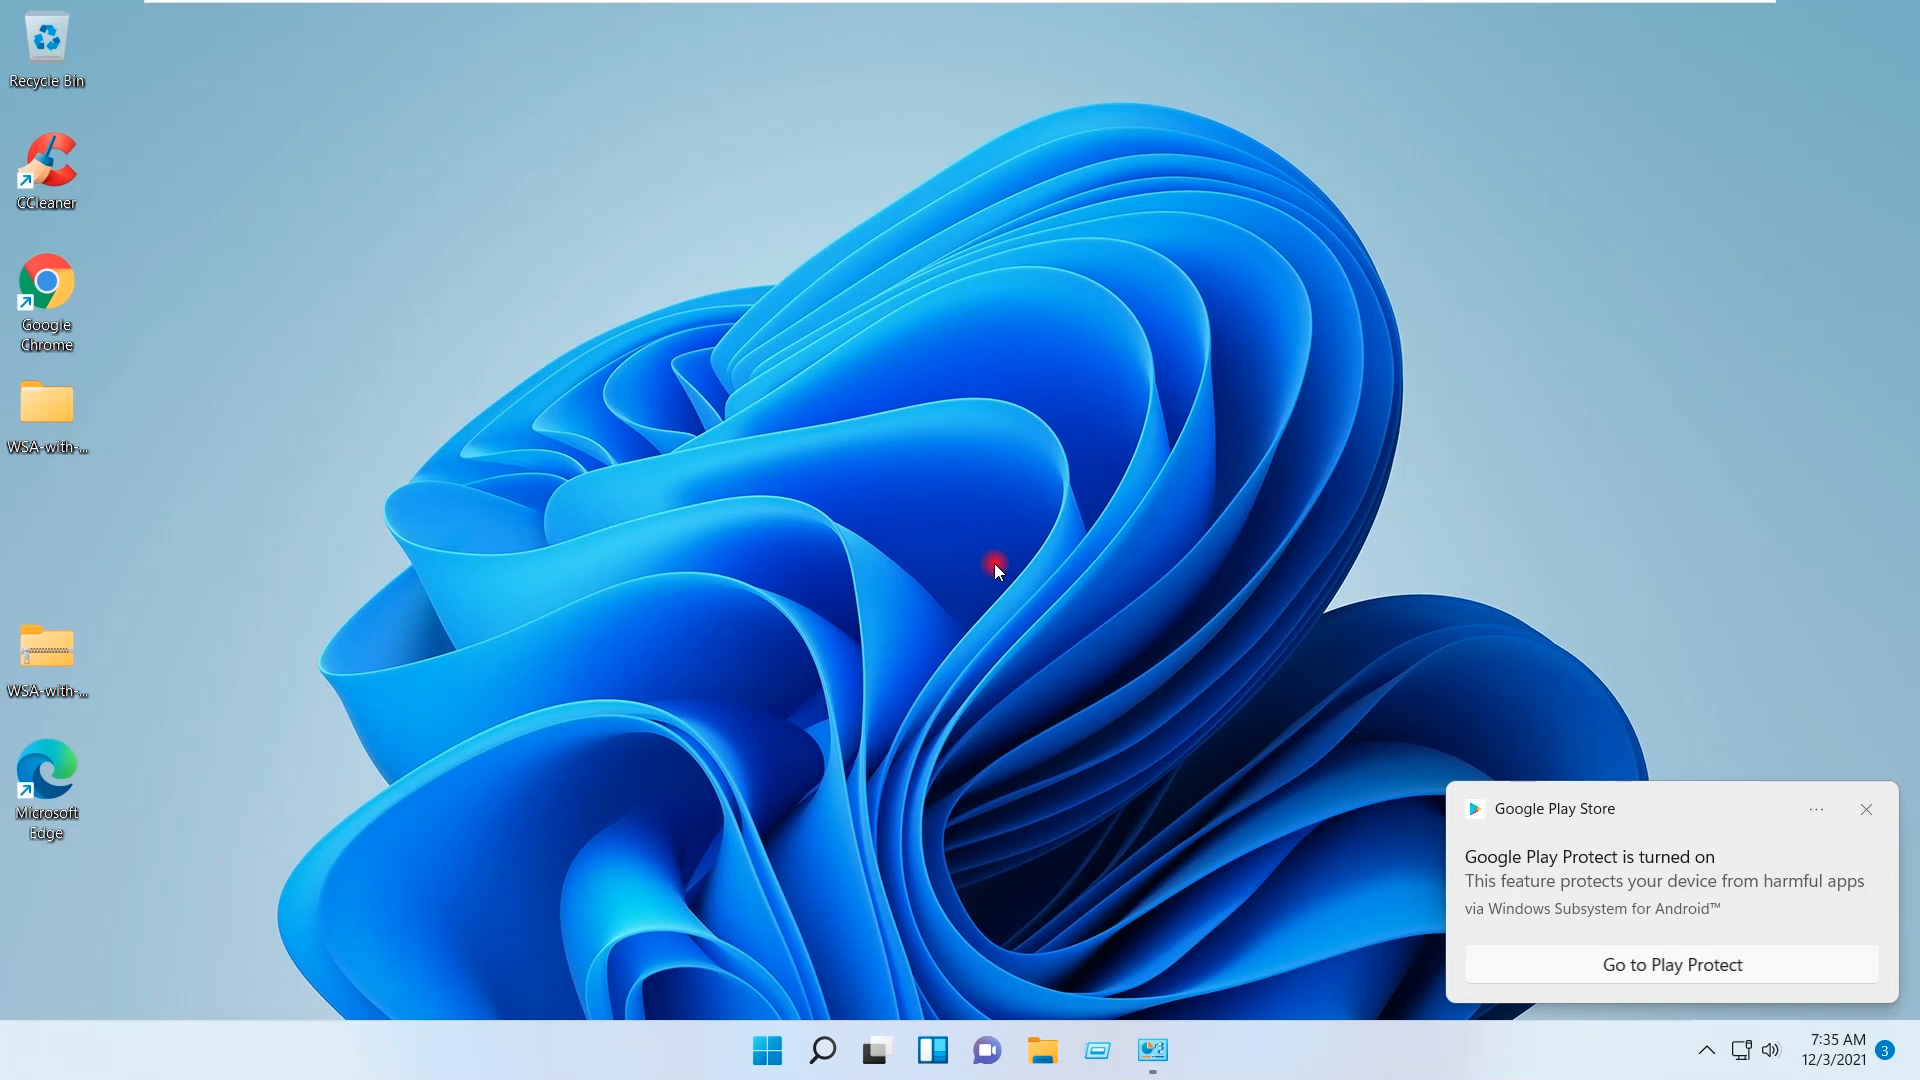 Recycle Bin
CCleaner
Google
Chrome
WSA-with-...
WSA-with-...
Microsoft
Edge
Google Play Store
Google Play Protect is turned on
This feature protects your device from harmful apps
via Windows Subsystem for Android™
Go to Play Protect
7:35 AM
12/3/2021
3